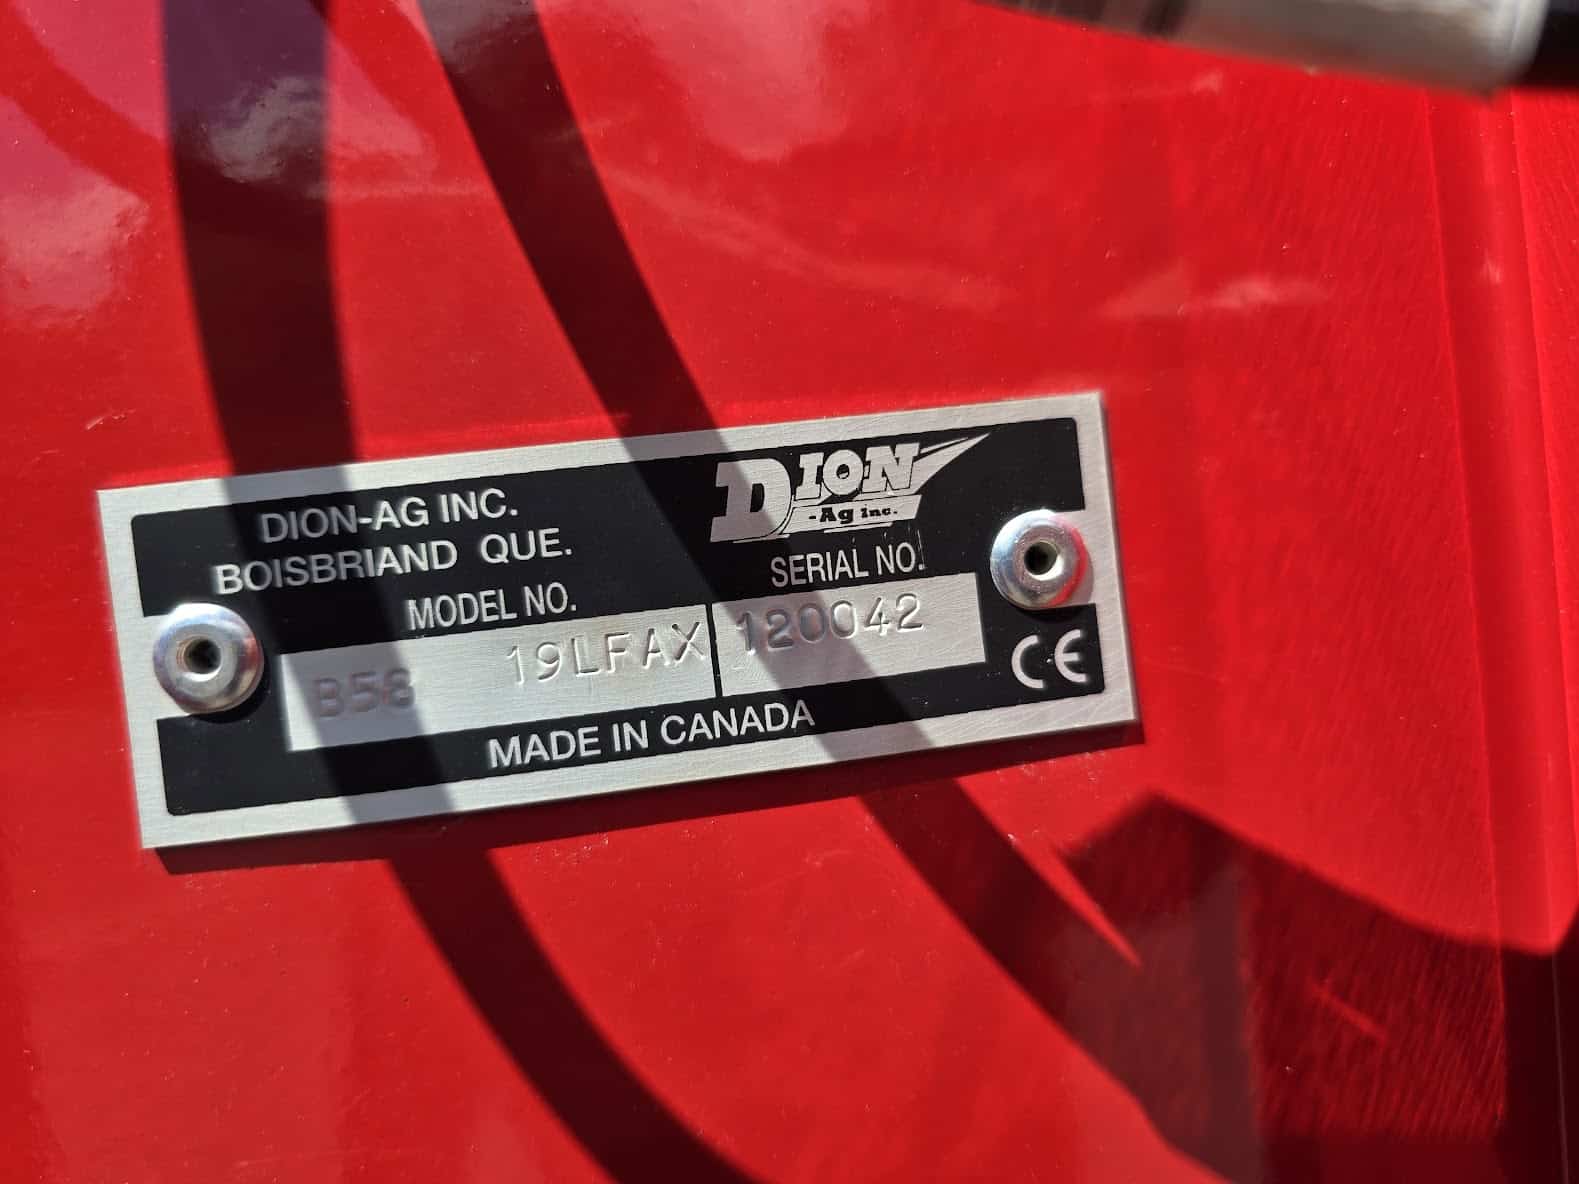 DION-AG INC.
BOISBRIAND QUE.
DION
-Ag inc.
MODEL NO.
SERIAL NO.
B58 19LFAX
120042
MADE IN CANADA
CE